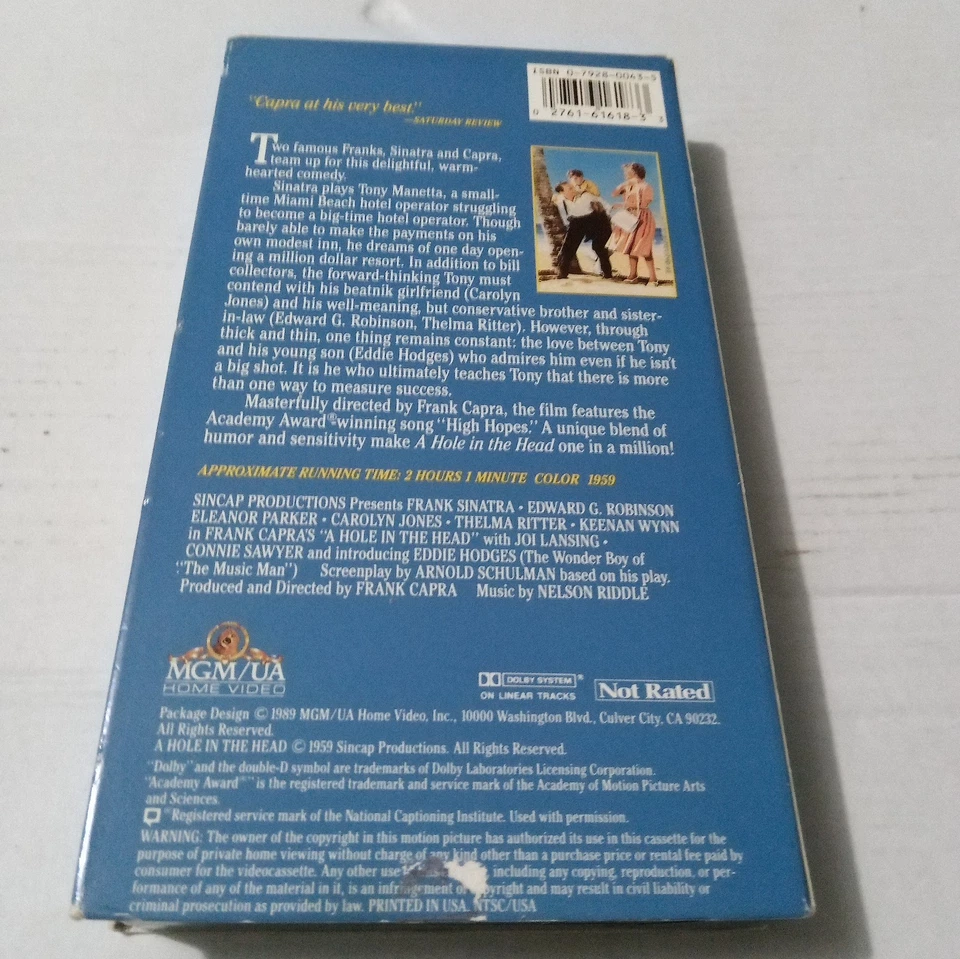 ISBN 0-7928-0043-5
0 27616-1618-3 3
"Capra at his very best."
—SATURDAY REVIEW
Two famous Franks, Sinatra and Capra,
team up for this delightful, warm-
hearted comedy.
Sinatra plays Tony Manetta, a small-
time Miami Beach hotel operator struggling
to become a big-time hotel operator. Though
barely able to make the payments on his
own modest inn, he dreams of one day open-
ing a million dollar resort. In addition to bill
collectors, the forward-thinking Tony must
contend with his beatnik girlfriend (Carolyn
Jones) and his well-meaning, but conservative brother and sister-
in-law (Edward G. Robinson, Thelma Ritter). However, through
thick and thin, one thing remains constant: the love between Tony
and his young son (Eddie Hodges) who admires him even if he isn't
a big shot. It is he who ultimately teaches Tony that there is more
than one way to measure success.
Masterfully directed by Frank Capra, the film features the
Academy Award®-winning song "High Hopes." A unique blend of
humor and sensitivity make A Hole in the Head one in a million!
APPROXIMATE RUNNING TIME: 2 HOURS 1 MINUTE COLOR 1959
SINCAP PRODUCTIONS Presents FRANK SINATRA • EDWARD G. ROBINSON
ELEANOR PARKER • CAROLYN JONES • THELMA RITTER • KEENAN WYNN
in FRANK CAPRA'S "A HOLE IN THE HEAD" with JOI LANSING •
CONNIE SAWYER and introducing EDDIE HODGES (The Wonder Boy of
"The Music Man") Screenplay by ARNOLD SCHULMAN based on his play.
Produced and Directed by FRANK CAPRA Music by NELSON RIDDLE
MGM/UA
HOME VIDEO
DOLBY SYSTEM®
ON LINEAR TRACKS
Not Rated
Package Design © 1989 MGM/UA Home Video, Inc., 10000 Washington Blvd., Culver City, CA 90232.
All Rights Reserved.
A HOLE IN THE HEAD © 1959 Sincap Productions. All Rights Reserved.
"Dolby" and the double-D symbol are trademarks of Dolby Laboratories Licensing Corporation.
"Academy Award®" is the registered trademark and service mark of the Academy of Motion Picture Arts
and Sciences.
®Registered service mark of the National Captioning Institute. Used with permission.
WARNING: The owner of the copyright in this motion picture has authorized its use in this cassette for the
purpose of private home viewing without charge of any kind other than a purchase price or rental fee paid by
consumer for the videocassette. Any other use including any copying, reproduction, or per-
formance of any of the material in it, is an infringement of copyright and may result in civil liability or
criminal prosecution as provided by law. PRINTED IN USA. NTSC/USA